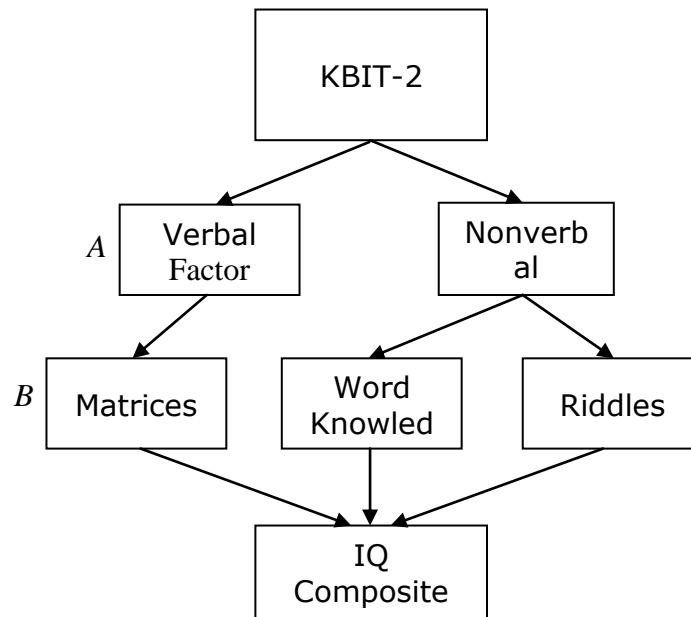 KBIT-2
A
Verbal
Factor
Nonverb
al
B
Matrices
Word
Knowled
Riddles
IQ
Composite